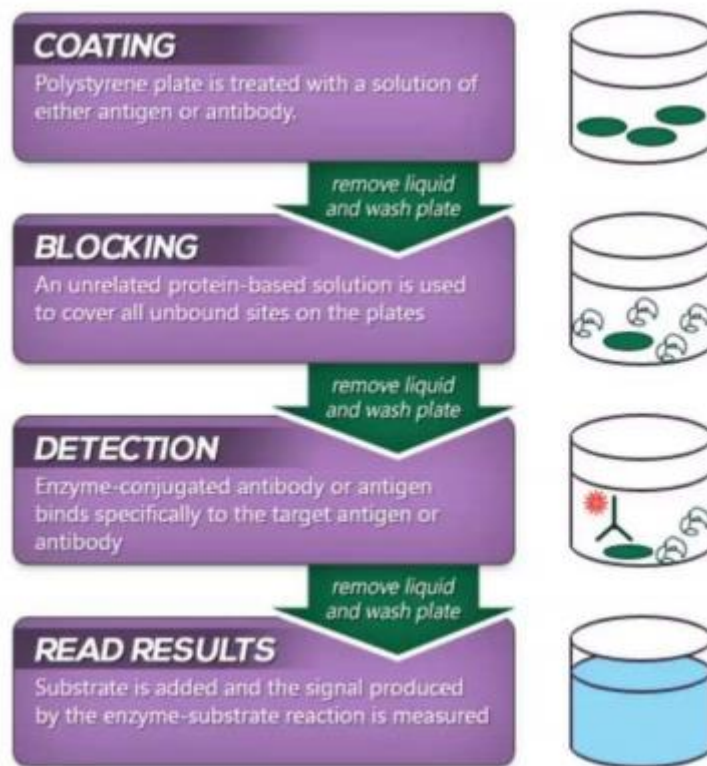 COATING
Polystyrene plate is treated with a solution of
either antigen or antibody.
remove liquid
and wash plate
BLOCKING
An unrelated protein-based solution is used
to cover all unbound sites on the plates
remove liquid
and wash plate
DETECTION
Enzyme-conjugated antibody or antigen
binds specifically to the target antigen or
antibody
remove liquid
and wash plate
READ RESULTS
Substrate is added and the signal produced
by the enzyme-substrate reaction is measured